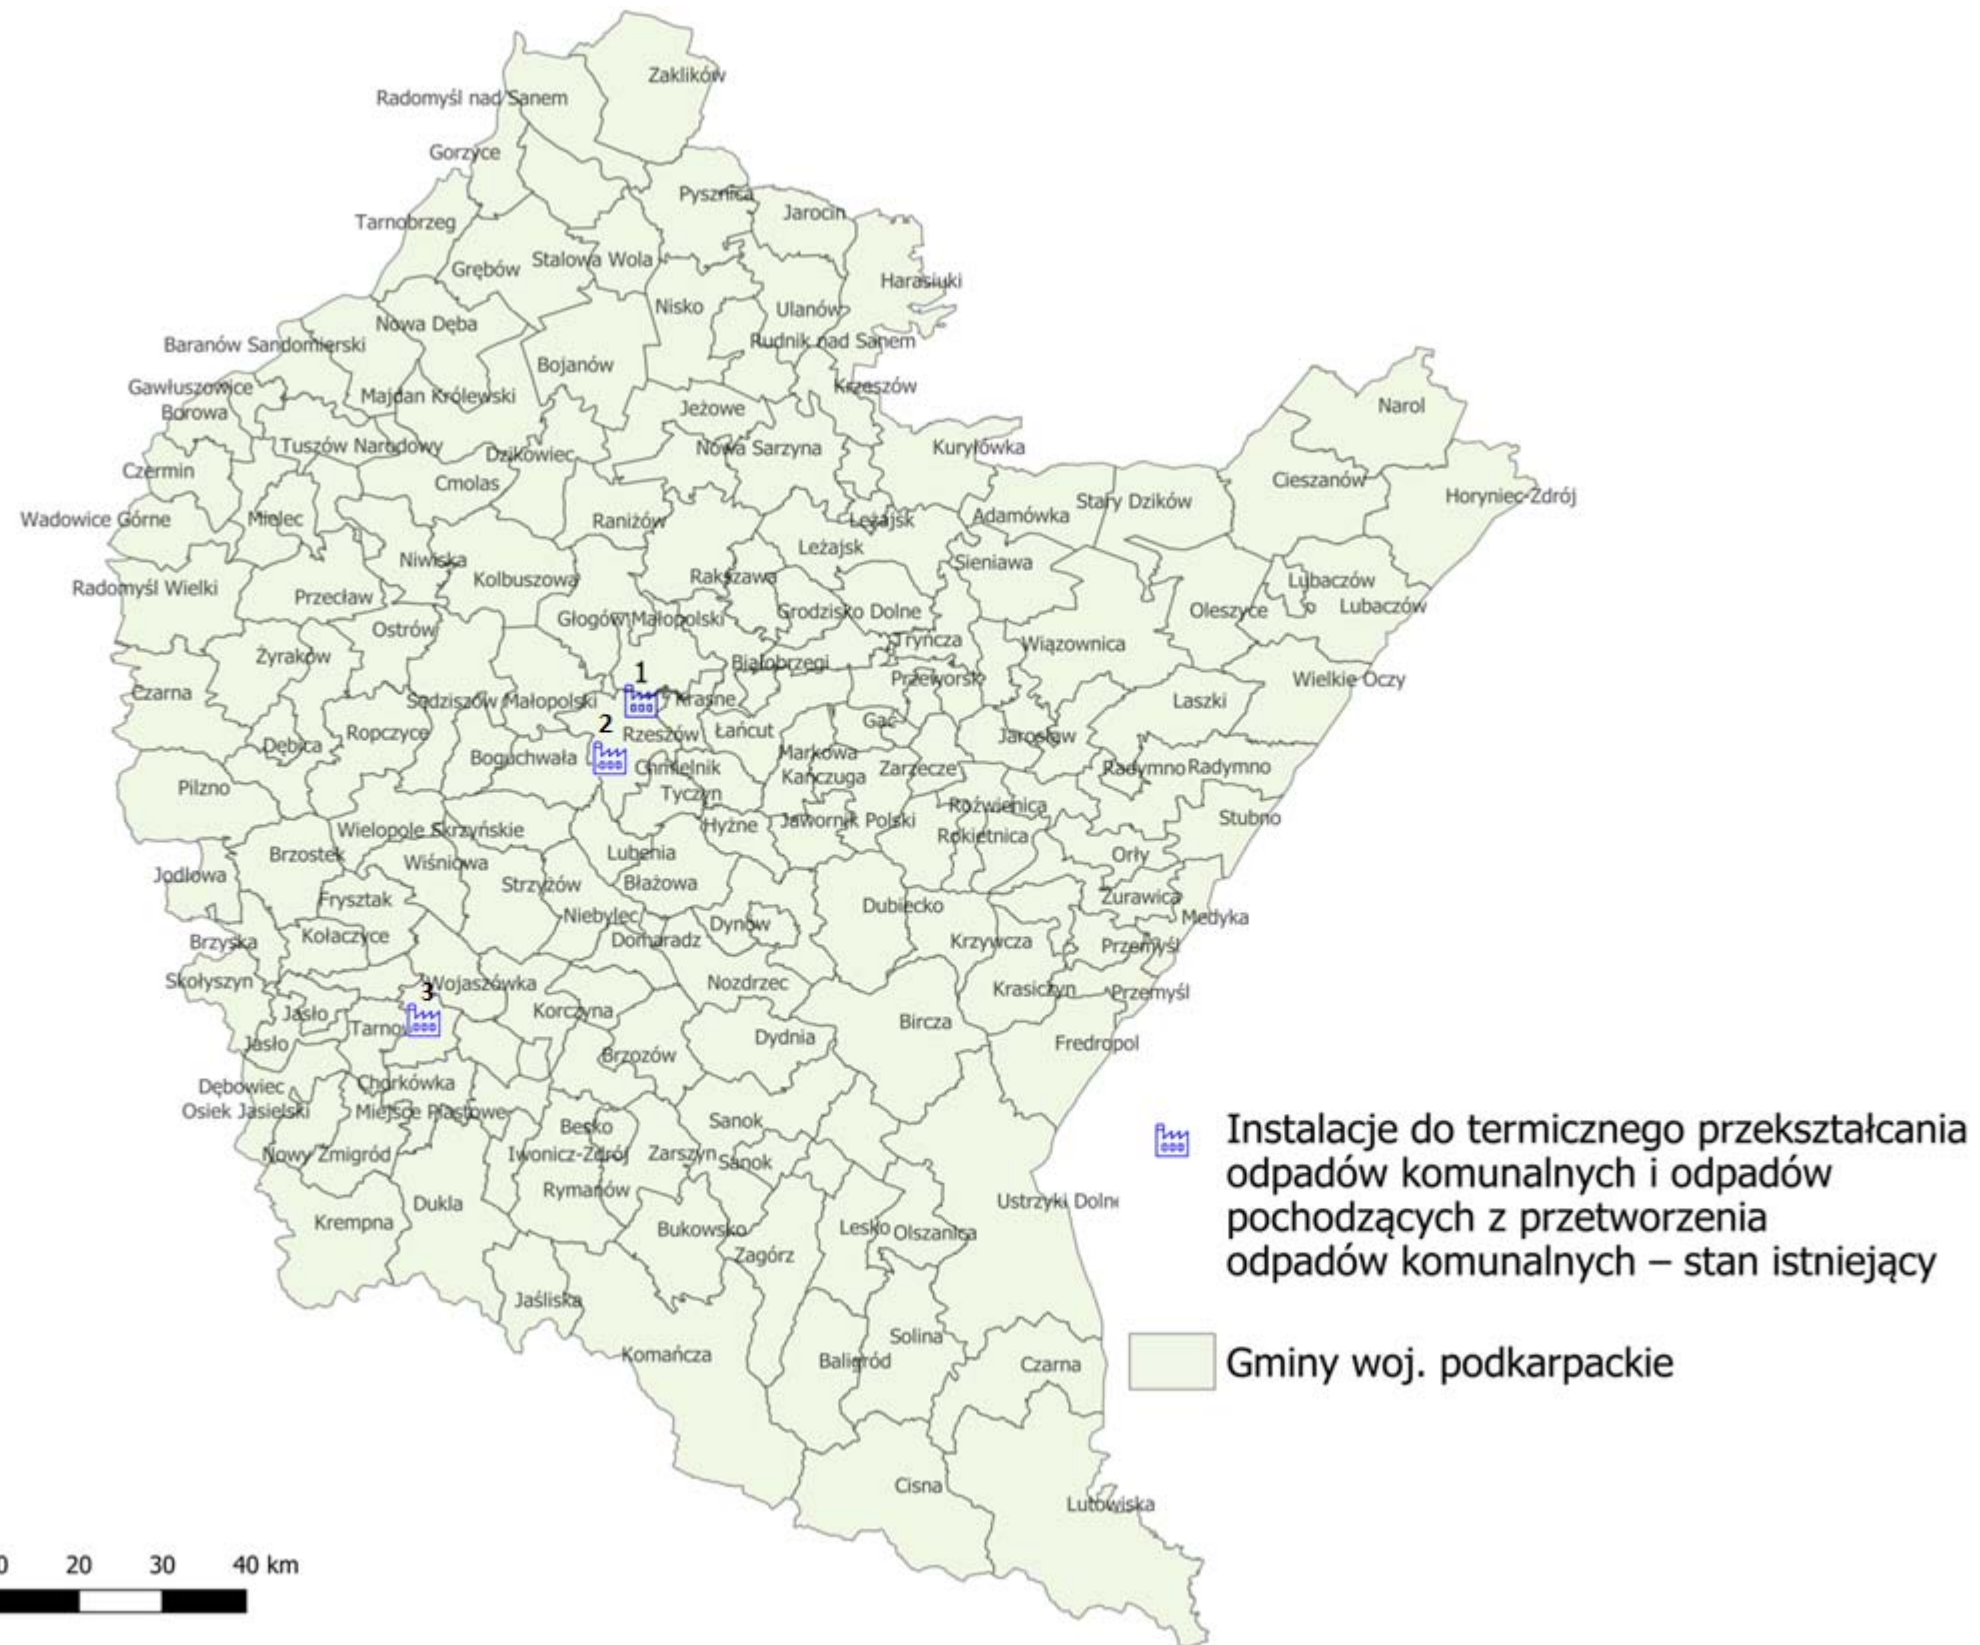 Zaklików
Radomyśl nad Sanem
Gorzyce
Pysznica
Jarocin
Tarnobrzeg
Stalowa Wola
Grębów
Harasiuki
Nisko
Ulanów
Nowa Dęba
Rudnik nad Sanem
Baranów Sandomierski
Bojanów
Gawłuszowice
Krzeszów
Majdan Królewski
Narol
Borowa
Jeżowe
Tuszów Narodowy
Dzikowiec
Nowa Sarzyna
Kuryłówka
Czermin
Cmolas
Cieszanów
Horyniec-Zdrój
Stary Dzików
Wadowice Górne
Mielec
Raniżów
Leżajsk
Adamówka
Leżajsk
Niwiska
Sieniawa
Kolbuszowa
Rakszawa
Lubaczów
Radomyśl Wielki
Przecław
Lubaczów
Głogów Małopolski
Grodzisko Dolne
Oleszyce
Ostrów
Tryńcza
Wiązownica
Żyraków
Białobrzegi
1
Przeworsk
Wielkie Oczy
Czarna
Sędziszów Małopolski
Krasne
Laszki
2
Gać
Ropczyce
Rzeszów
Łańcut
Jarosław
Dębica
Markowa
Boguchwała
Chmielnik
Kańczuga
Zarzecze
Radymno
Radymno
Pilzno
Tyczyn
Roźwienica
Hyżne
Jawornik Polski
Stubno
Wielopole Skrzyńskie
Rokietnica
Brzostek
Wiśniowa
Lubenia
Orły
Jodłowa
Strzyżów
Błażowa
Frysztak
Dubiecko
Żurawica
Niebylec
Dynów
Medyka
Brzyska
Kołaczyce
Domaradz
Krzywcza
Przemyśl
Skołyszyn
Wojaszówka
Nozdrzec
Krasiczyn
Przemyśl
3
Jasło
Korczyna
Tarnow
Bircza
Jasło
Dydnia
Fredropol
Brzozów
Dębowiec
Chorkówka
Osiek Jasielski
Miejsce Piastowe
Sanok
Besko
Nowy Żmigród
Iwonicz-Zdrój
Zarszyn
Sanok
Rymanów
Dukla
Ustrzyki Dolne
Krempna
Bukowsko
Lesko
Olszanica
Zagórz
Jaśliska
Solina
Komańcza
Baligród
Czarna
Cisna
Lutowiska
Instalacje do termicznego przekształcania
odpadów komunalnych i odpadów
pochodzących z przetworzenia
odpadów komunalnych – stan istniejący
Gminy woj. podkarpackie
0 20 30 40 km